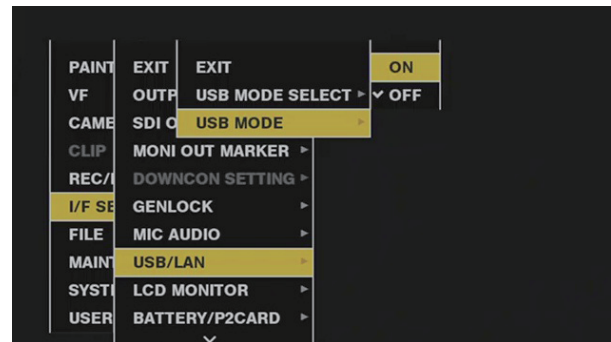 PAINT
VF
CAME
CLIP
REC/
I/F SE
FILE
MAIN
SYST
USER
EXIT
OUTP
SDI O
MONI OUT MARKER
DOWNCON SETTING
GENLOCK
MIC AUDIO
USB/LAN
LCD MONITOR
BATTERY/P2CARD
EXIT
USB MODE SELECT
USB MODE
ON
OFF